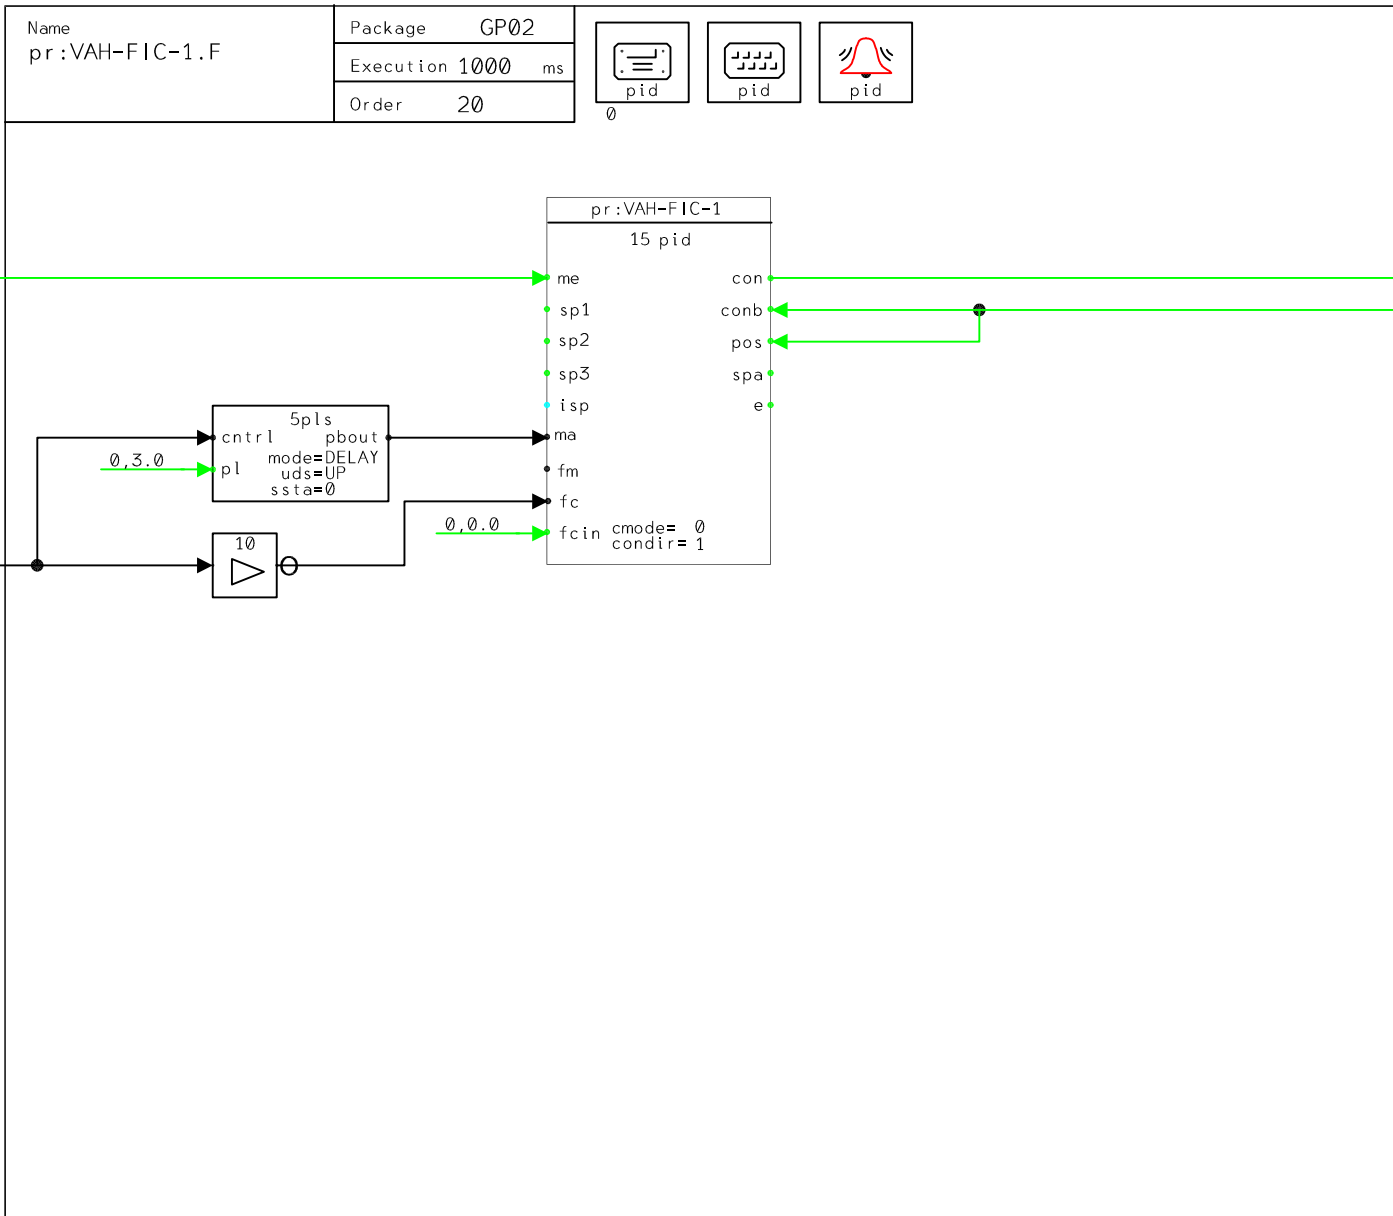 Name
pr:VAH-FIC-1.F
Package GP02
Execution 1000 ms
Order 20
pid
0
pid
pid
pr:VAH-FIC-1
15 pid
me con
sp1 conb
sp2 pos
sp3 spa
isp e
ma
fm
fc
0,0.0
fcin cmode= 0
condir= 1
5pls
cntrl pbout
0,3.0
pl mode=DELAY
uds=UP
ssta=0
10